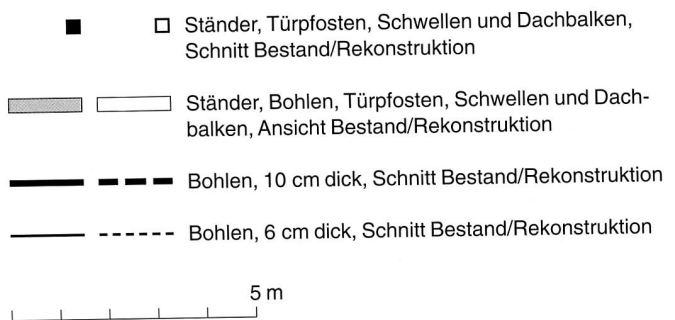 Ständer, Türpfosten, Schwellen und Dachbalken,
Schnitt Bestand/Rekonstruktion
Ständer, Bohlen, Türpfosten, Schwellen und Dach-
balken, Ansicht Bestand/Rekonstruktion
Bohlen, 10 cm dick, Schnitt Bestand/Rekonstruktion
Bohlen, 6 cm dick, Schnitt Bestand/Rekonstruktion
5 m